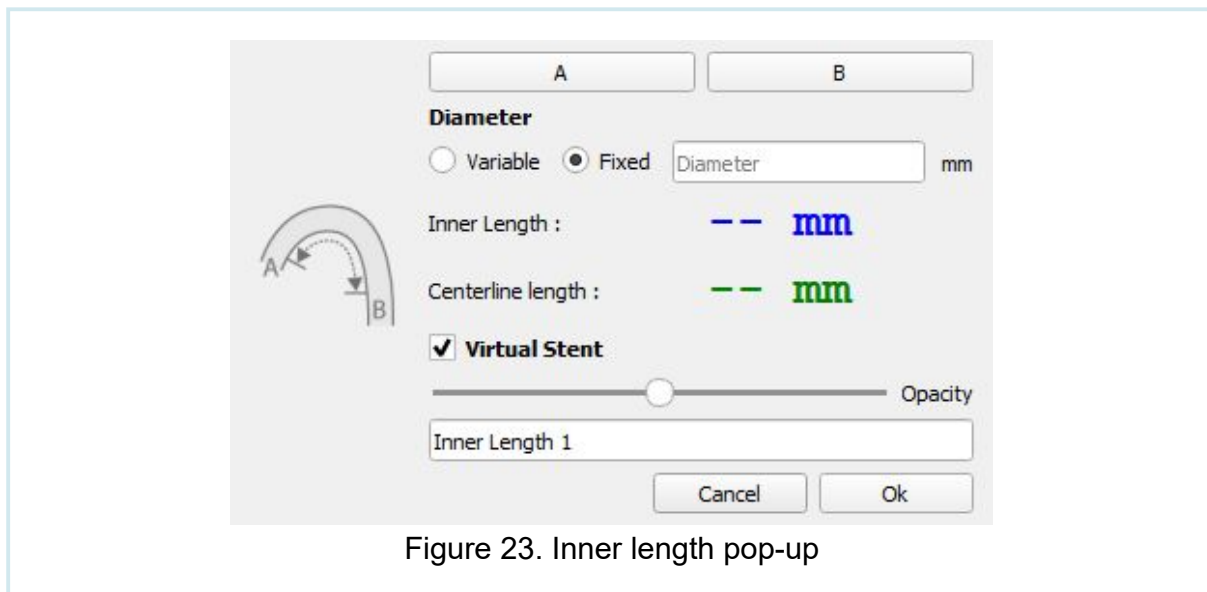 A B
Diameter
Variable Fixed Diameter mm
Inner Length : -- mm
A
B
Centerline length : -- mm
Virtual Stent
Opacity
Inner Length 1
Cancel Ok
Figure 23. Inner length pop-up